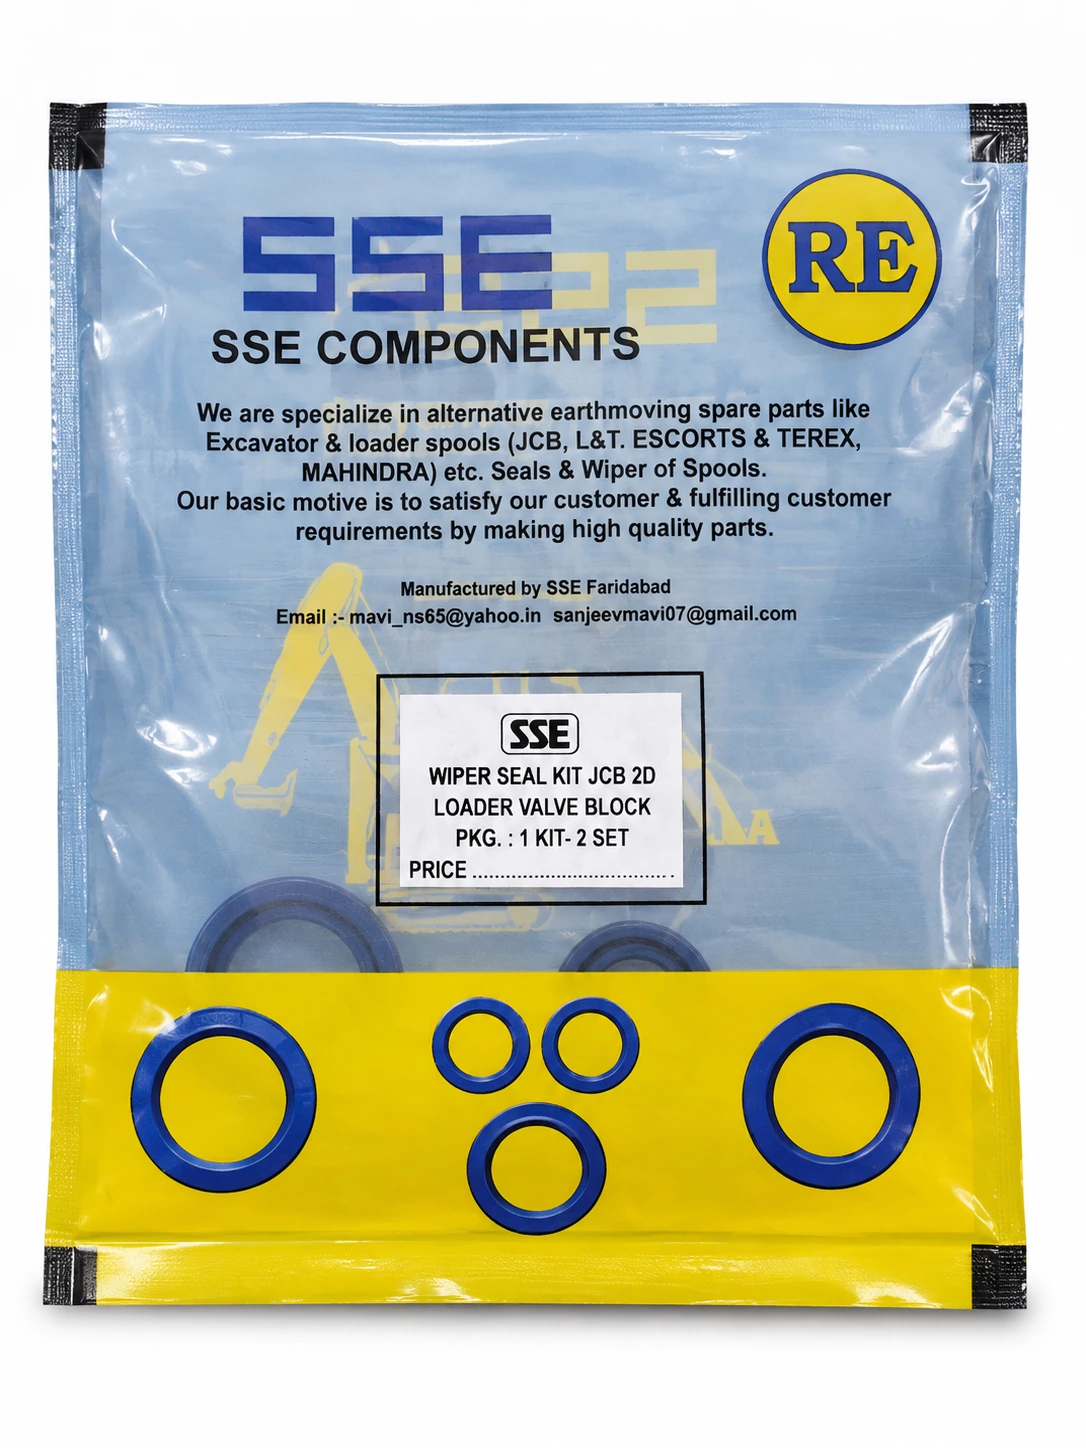 SSE
RE
SSE COMPONENTS
We are specialize in alternative earthmoving spare parts like
Excavator & loader spools (JCB, L&T. ESCORTS & TEREX,
MAHINDRA) etc. Seals & Wiper of Spools.
Our basic motive is to satisfy our customer & fulfilling customer
requirements by making high quality parts.
Manufactured by SSE Faridabad
Email :- mavi_ns65@yahoo.in sanjeevmavi07@gmail.com
SSE
WIPER SEAL KIT JCB 2D
LOADER VALVE BLOCK
PKG. : 1 KIT- 2 SET
PRICE ................................... .